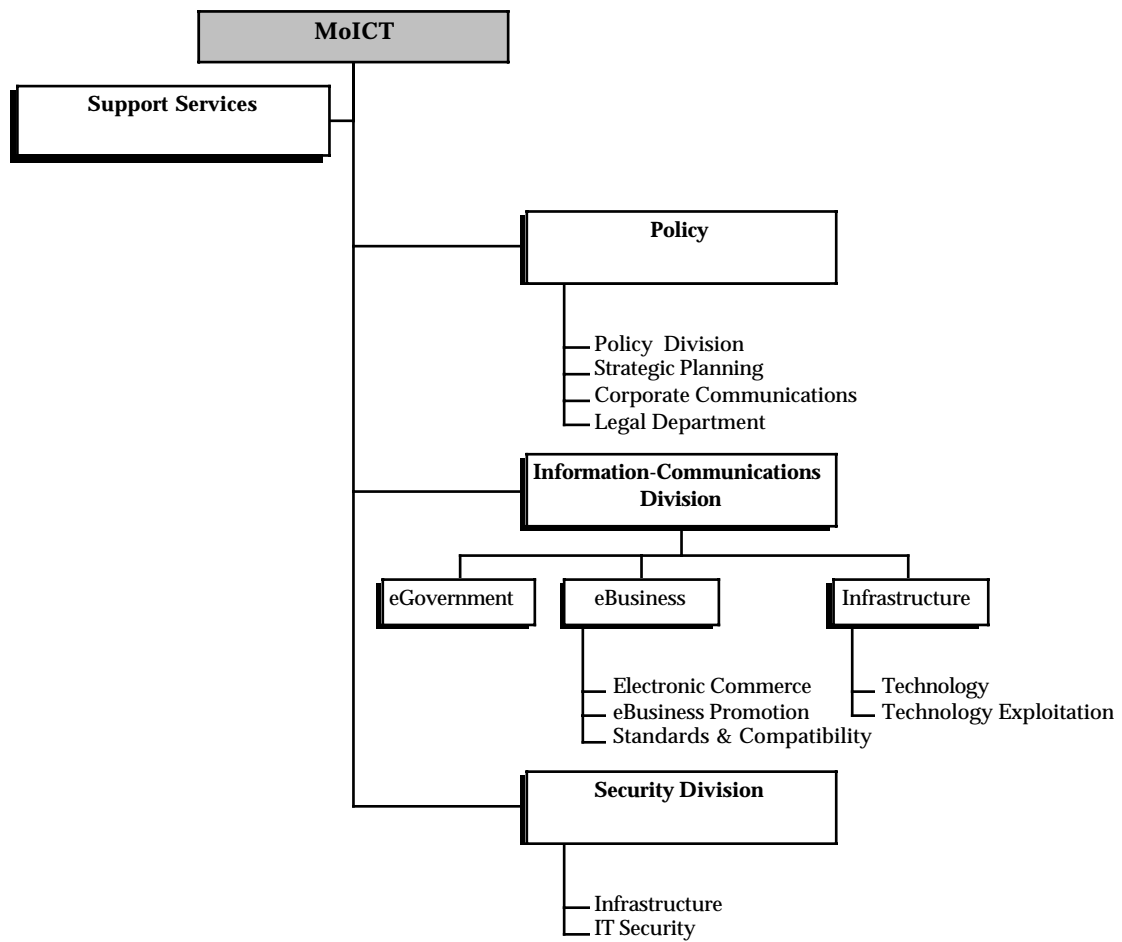 MoICT
Support Services
Policy
Policy Division
Strategic Planning
Corporate Communications
Legal Department
Information-Communications
Division
eGovernment
eBusiness
Infrastructure
Electronic Commerce
eBusiness Promotion
Standards & Compatibility
Technology
Technology Exploitation
Security Division
Infrastructure
IT Security